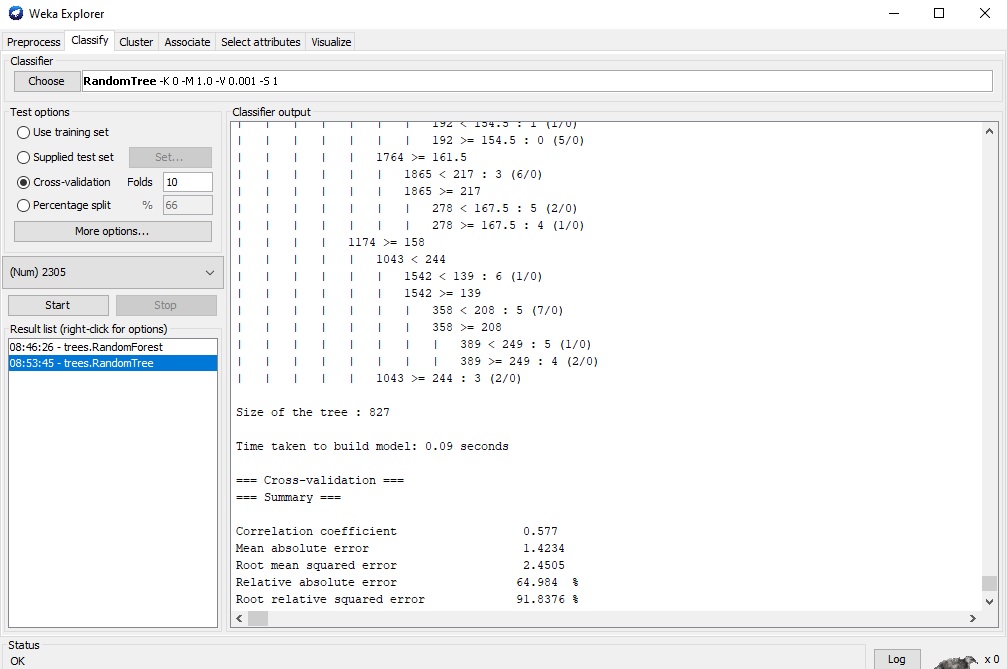 Weka Explorer
Preprocess Classify Cluster Associate Select attributes Visualize
Classifier
Choose RandomTree -K 0 -M 1.0 -V 0.001 -S 1
Test options
Use training set
Supplied test set Set...
Cross-validation Folds 10
Percentage split % 66
More options...
(Num) 2305
Start Stop
Result list (right-click for options)
08:46:26 - trees.RandomForest
08:53:45 - trees.RandomTree
Classifier output
| | | | | | | 192 < 154.5 : 1 (1/0)
| | | | | | | 192 >= 154.5 : 0 (5/0)
| | | | | 1764 >= 161.5
| | | | | | 1865 < 217 : 3 (6/0)
| | | | | | 1865 >= 217
| | | | | | | 278 < 167.5 : 5 (2/0)
| | | | | | | 278 >= 167.5 : 4 (1/0)
| | | | 1174 >= 158
| | | | | 1043 < 244
| | | | | | 1542 < 139 : 6 (1/0)
| | | | | | 1542 >= 139
| | | | | | | 358 < 208 : 5 (7/0)
| | | | | | | 358 >= 208
| | | | | | | | 389 < 249 : 5 (1/0)
| | | | | | | | 389 >= 249 : 4 (2/0)
| | | | | 1043 >= 244 : 3 (2/0)
Size of the tree : 827
Time taken to build model: 0.09 seconds
=== Cross-validation ===
=== Summary ===
Correlation coefficient 0.577
Mean absolute error 1.4234
Root mean squared error 2.4505
Relative absolute error 64.984 %
Root relative squared error 91.8376 %
Status
OK
Log x 0